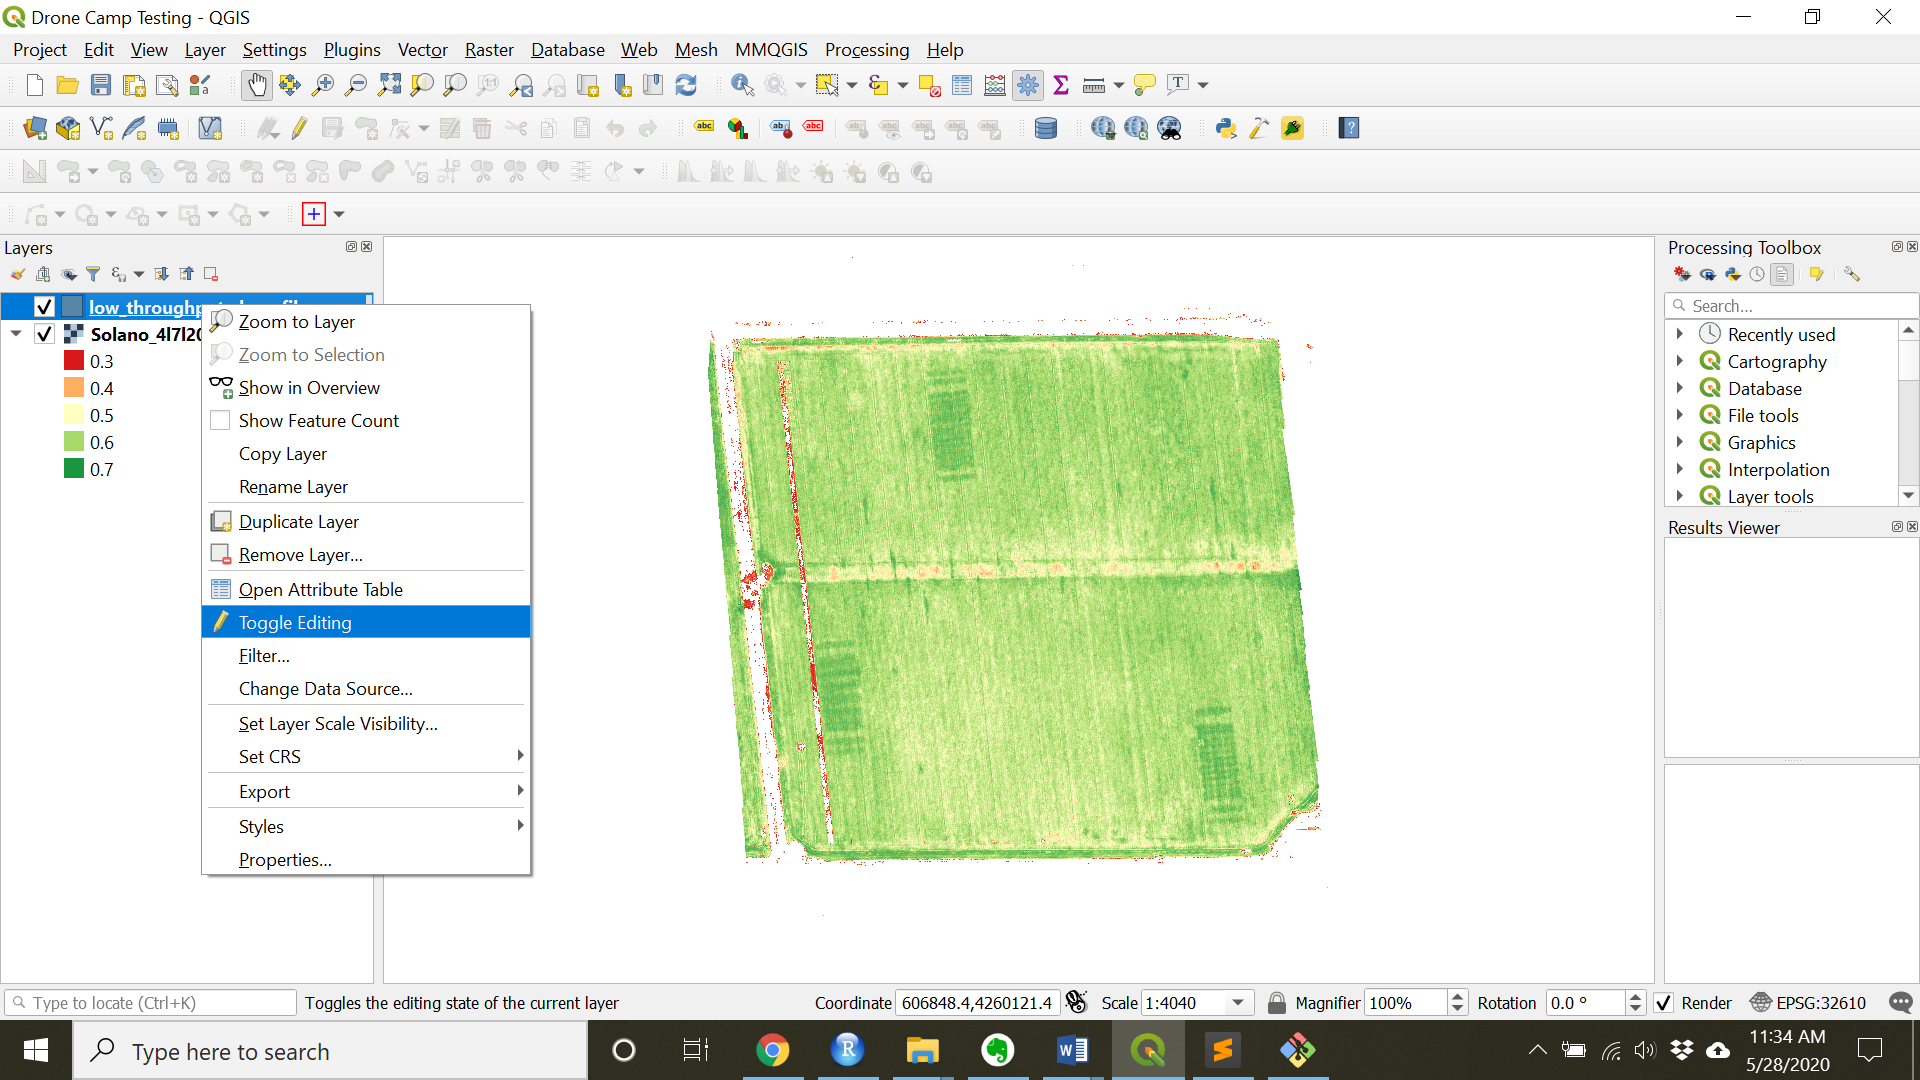 Drone Camp Testing - QGIS
Project Edit View Layer Settings Plugins Vector Raster Database Web Mesh MMQGIS Processing Help
Layers
Solano_4l7l20
0.3
0.4
0.5
0.6
0.7
Zoom to Layer
Zoom to Selection
Show in Overview
Show Feature Count
Copy Layer
Rename Layer
Duplicate Layer
Remove Layer...
Open Attribute Table
Toggle Editing
Filter...
Change Data Source...
Set Layer Scale Visibility...
Set CRS
Export
Styles
Properties...
Processing Toolbox
Search...
Recently used
Cartography
Database
File tools
Graphics
Interpolation
Layer tools
Results Viewer
Type to locate (Ctrl+K) Toggles the editing state of the current layer Coordinate 606848.4,4260121.4 Scale 1:4040 Magnifier 100% Rotation 0.0 ° Render EPSG:32610
Type here to search
11:34 AM
5/28/2020